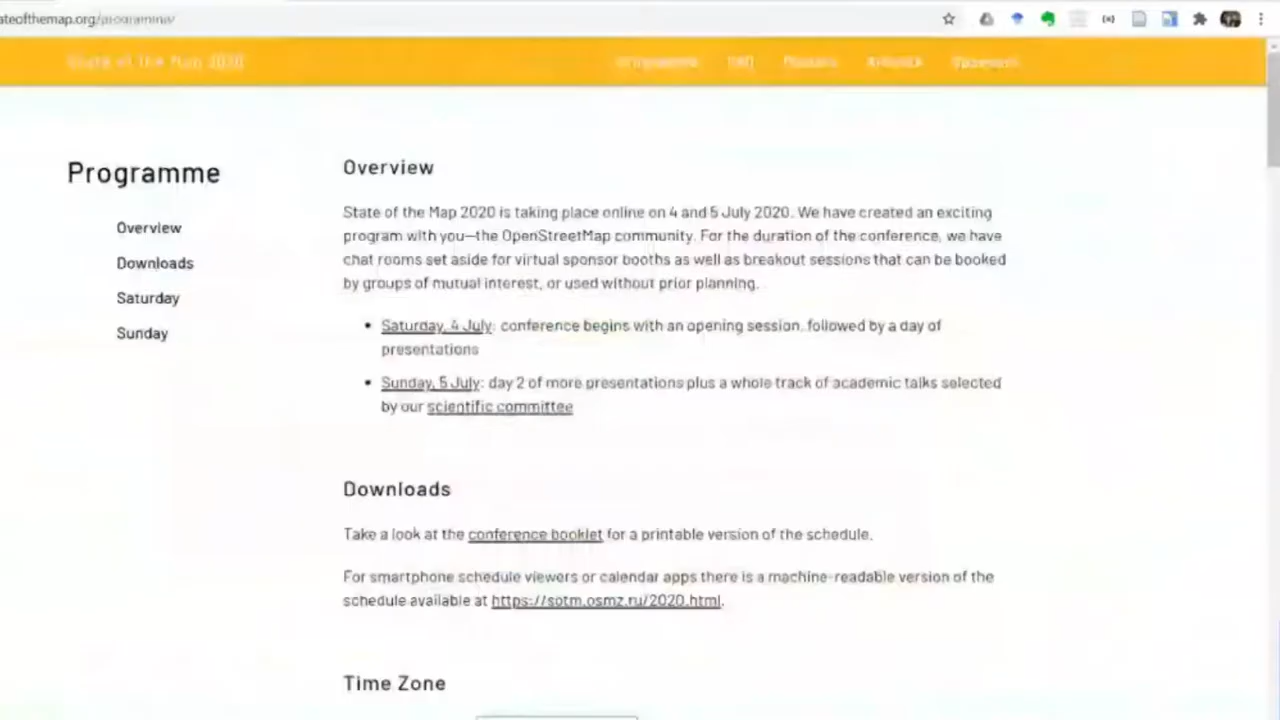 ateofthemap.org/programme/
State of the Map 2020
Programme FAQ Posters Artwork Sponsors
Programme
Overview
Downloads
Saturday
Sunday
Overview
State of the Map 2020 is taking place online on 4 and 5 July 2020. We have created an exciting
program with you—the OpenStreetMap community. For the duration of the conference, we have
chat rooms set aside for virtual sponsor booths as well as breakout sessions that can be booked
by groups of mutual interest, or used without prior planning.
• Saturday, 4 July: conference begins with an opening session, followed by a day of
presentations
• Sunday, 5 July: day 2 of more presentations plus a whole track of academic talks selected
by our scientific committee
Downloads
Take a look at the conference booklet for a printable version of the schedule.
For smartphone schedule viewers or calendar apps there is a machine-readable version of the
schedule available at https://sotm.osmz.ru/2020.html.
Time Zone